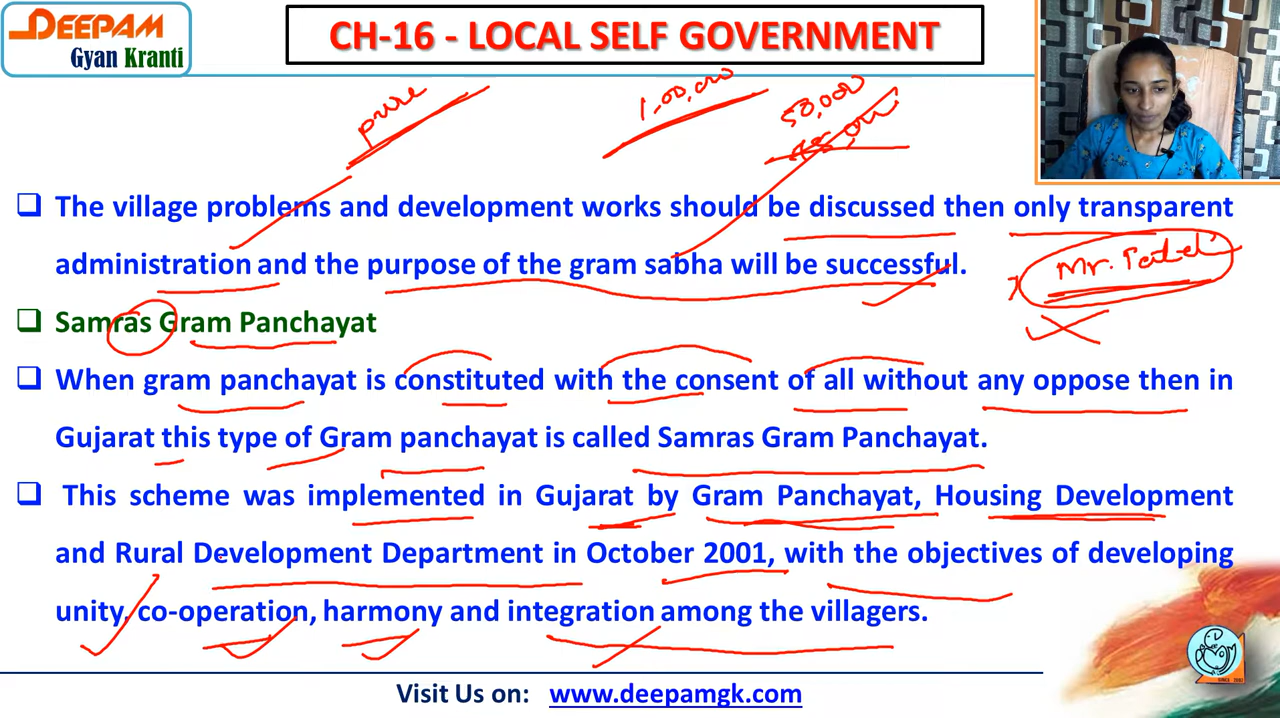 DEEPAM
Gyan Kranti
CH-16 - LOCAL SELF GOVERNMENT
pure
1,00,000
50,000
The village problems and development works should be discussed then only transparent
administration and the purpose of the gram sabha will be successful.
Mr. Patel
Samras Gram Panchayat
When gram panchayat is constituted with the consent of all without any oppose then in
Gujarat this type of Gram panchayat is called Samras Gram Panchayat.
This scheme was implemented in Gujarat by Gram Panchayat, Housing Development
and Rural Development Department in October 2001, with the objectives of developing
unity, co-operation, harmony and integration among the villagers.
Visit Us on: www.deepamgk.com